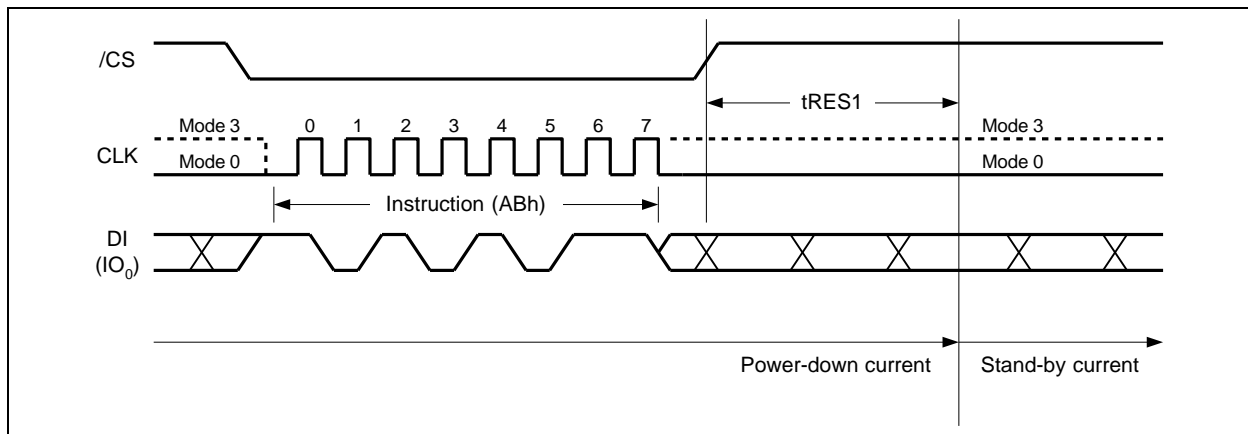 /CS
tRES1
Mode 3 0 1 2 3 4 5 6 7 Mode 3
CLK
Mode 0 Mode 0
Instruction (ABh)
DI
(IO0)
Power-down current Stand-by current